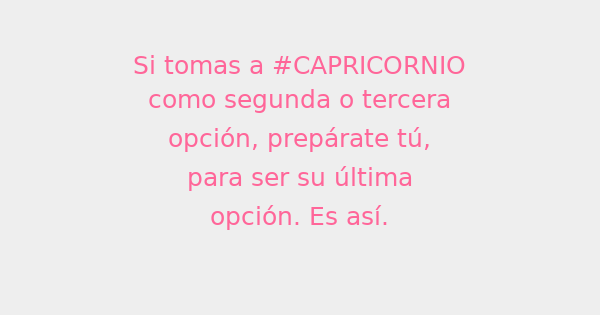 Si tomas a #CAPRICORNIO
como segunda o tercera
opción, prepárate tú,
para ser su última
opción. Es así.